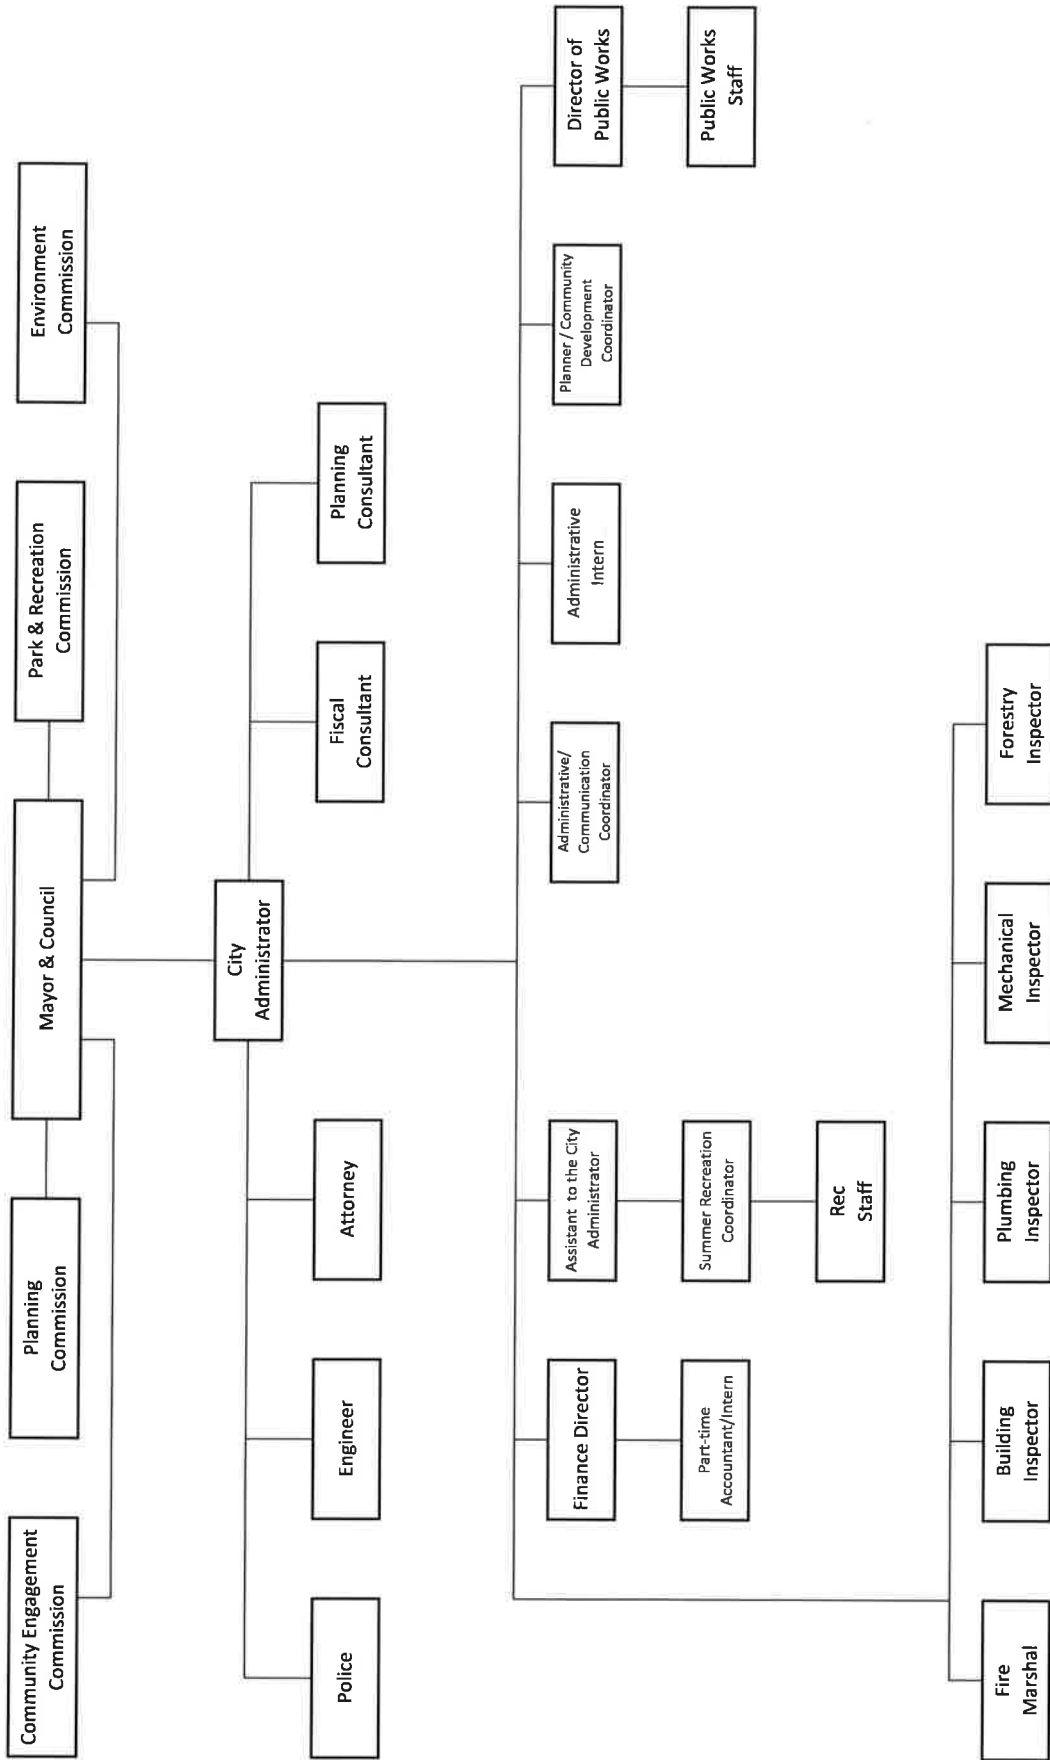 Community Engagement
Commission
Planning
Commission
Mayor & Council
Park & Recreation
Commission
Environment
Commission
City
Administrator
Police
Engineer
Attorney
Fiscal
Consultant
Planning
Consultant
Finance Director
Assistant to the City
Administrator
Administrative/
Communication
Coordinator
Administrative
Intern
Planner / Community
Development
Coordinator
Director of
Public Works
Part-time
Accountant/Intern
Summer Recreation
Coordinator
Public Works
Staff
Rec
Staff
Fire
Marshal
Building
Inspector
Plumbing
Inspector
Mechanical
Inspector
Forestry
Inspector